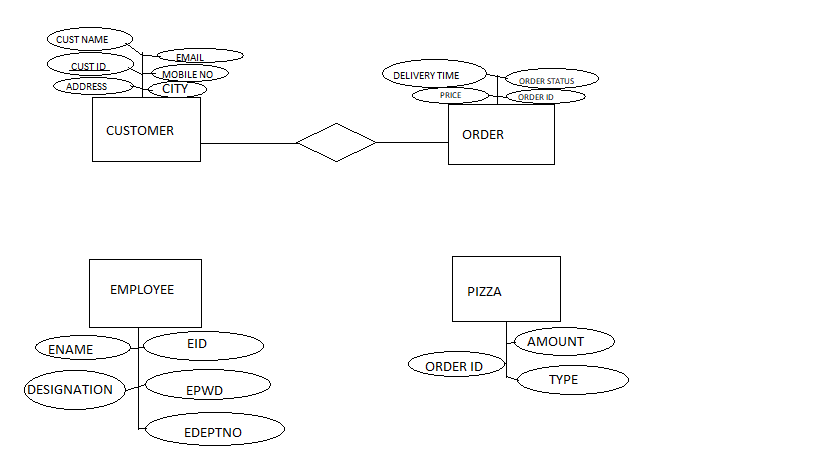 CUST NAME
EMAIL
CUST ID
MOBILE NO
ADDRESS
CITY
CUSTOMER
DELIVERY TIME
ORDER STATUS
PRICE
ORDER ID
ORDER
EMPLOYEE
ENAME
EID
DESIGNATION
EPWD
EDEPTNO
PIZZA
AMOUNT
ORDER ID
TYPE